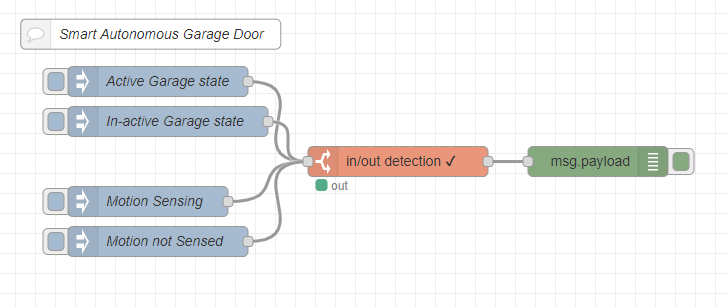 Smart Autonomous Garage Door
Active Garage state
In-active Garage state
in/out detection ✓
msg.payload
out
Motion Sensing
Motion not Sensed